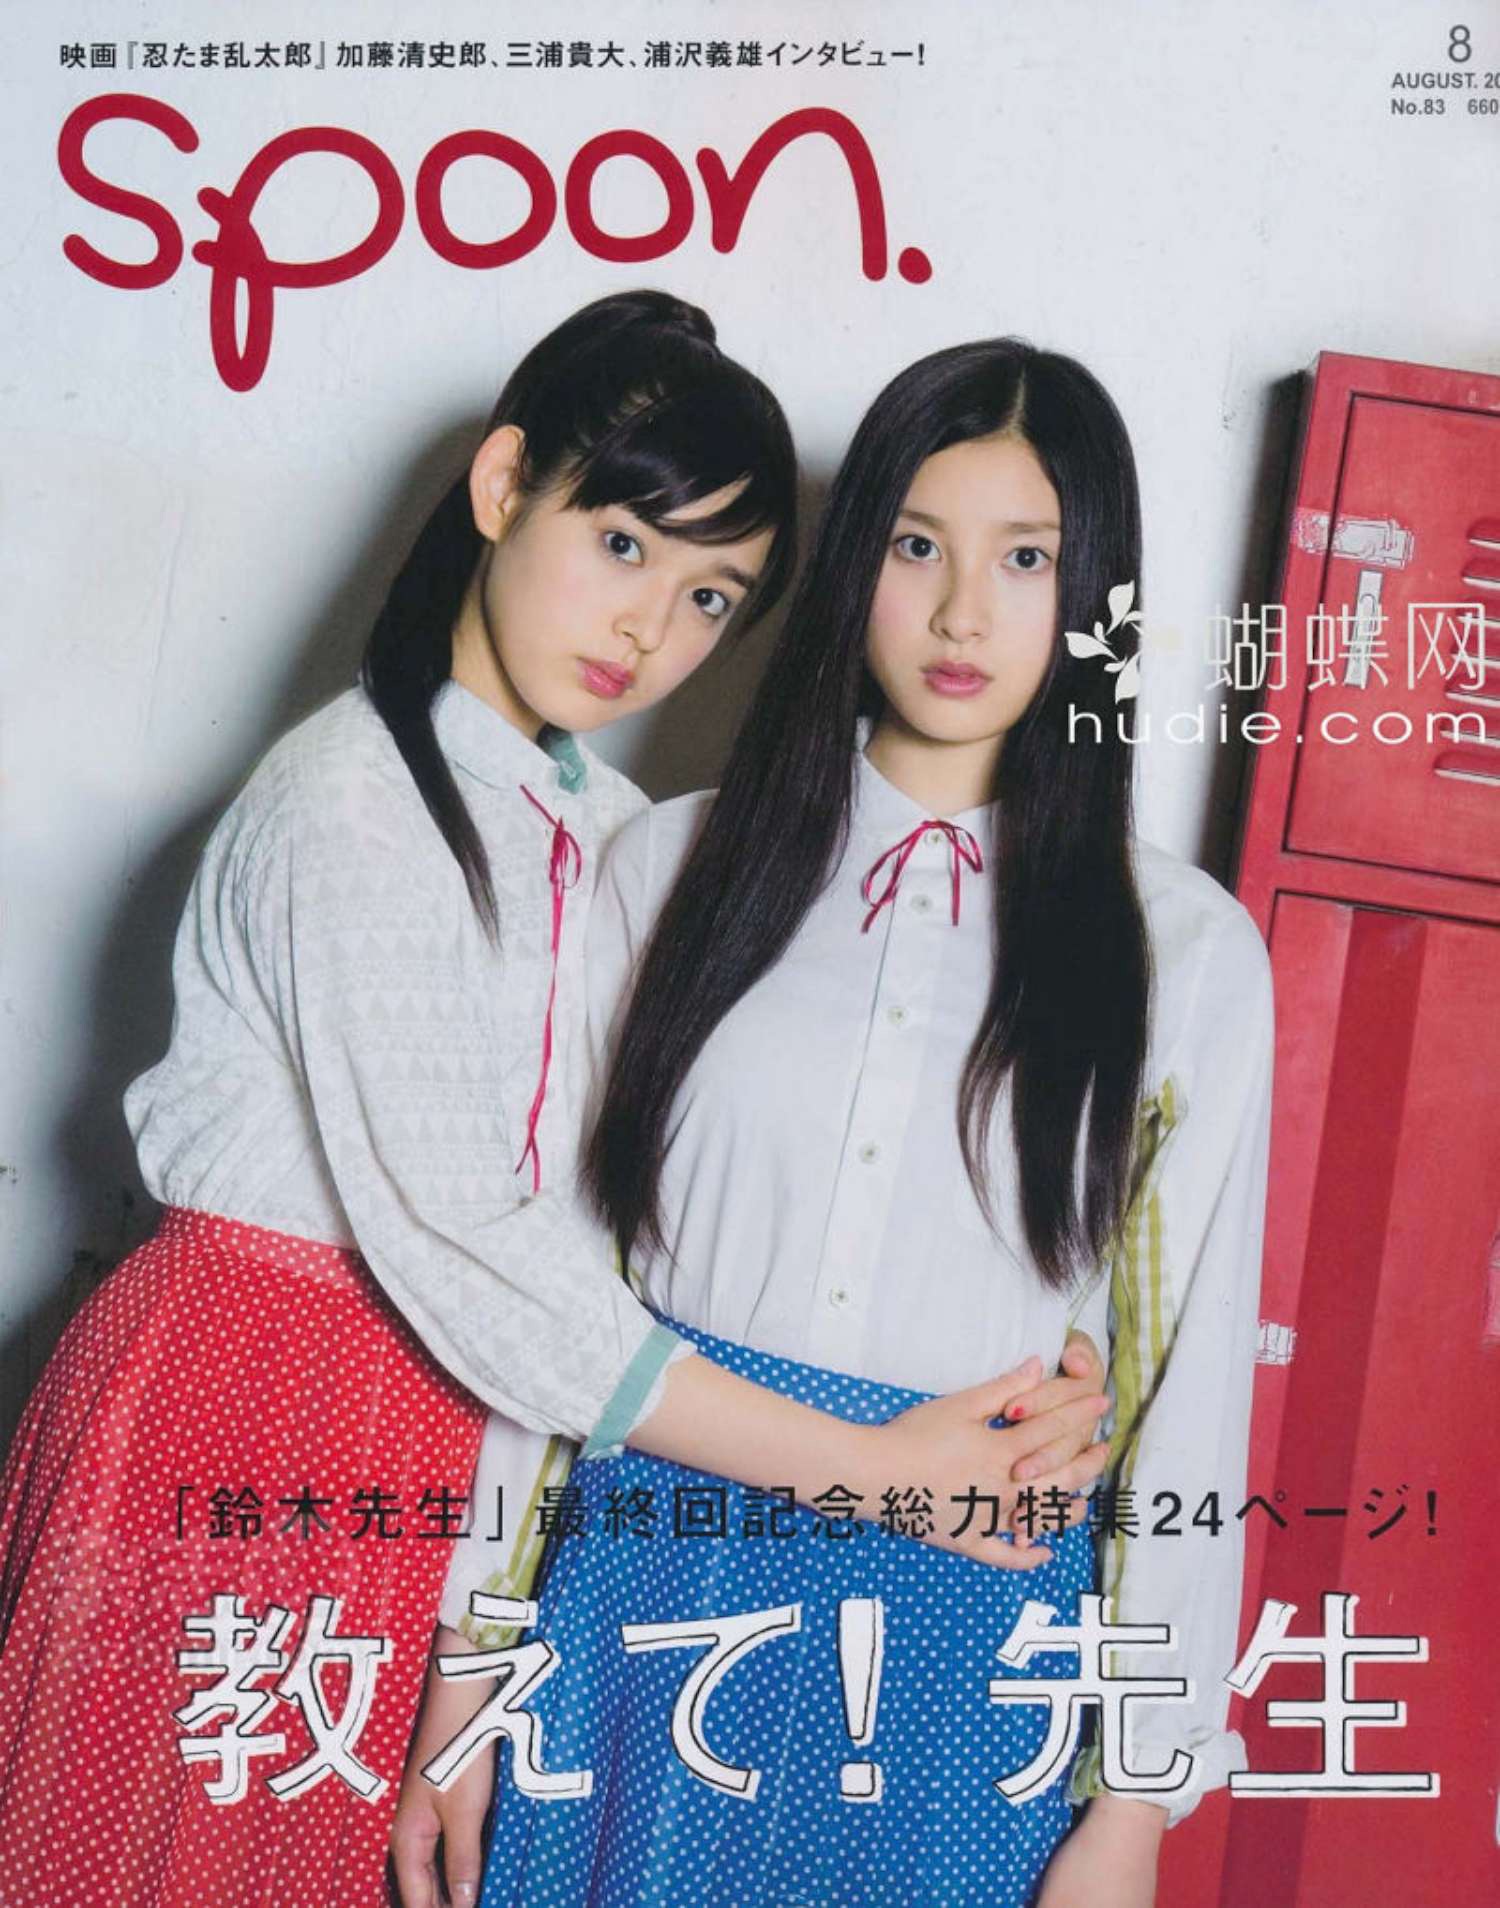 映画『忍たま乱太郎』加藤清史郎、三浦貴大、浦沢義雄インタビュー!
8
AUGUST. 20
No.83 660
spoon.
蝴蝶网
hudie.com
「鈴木先生」最終回記念総力特集24ページ!
教えて!先生